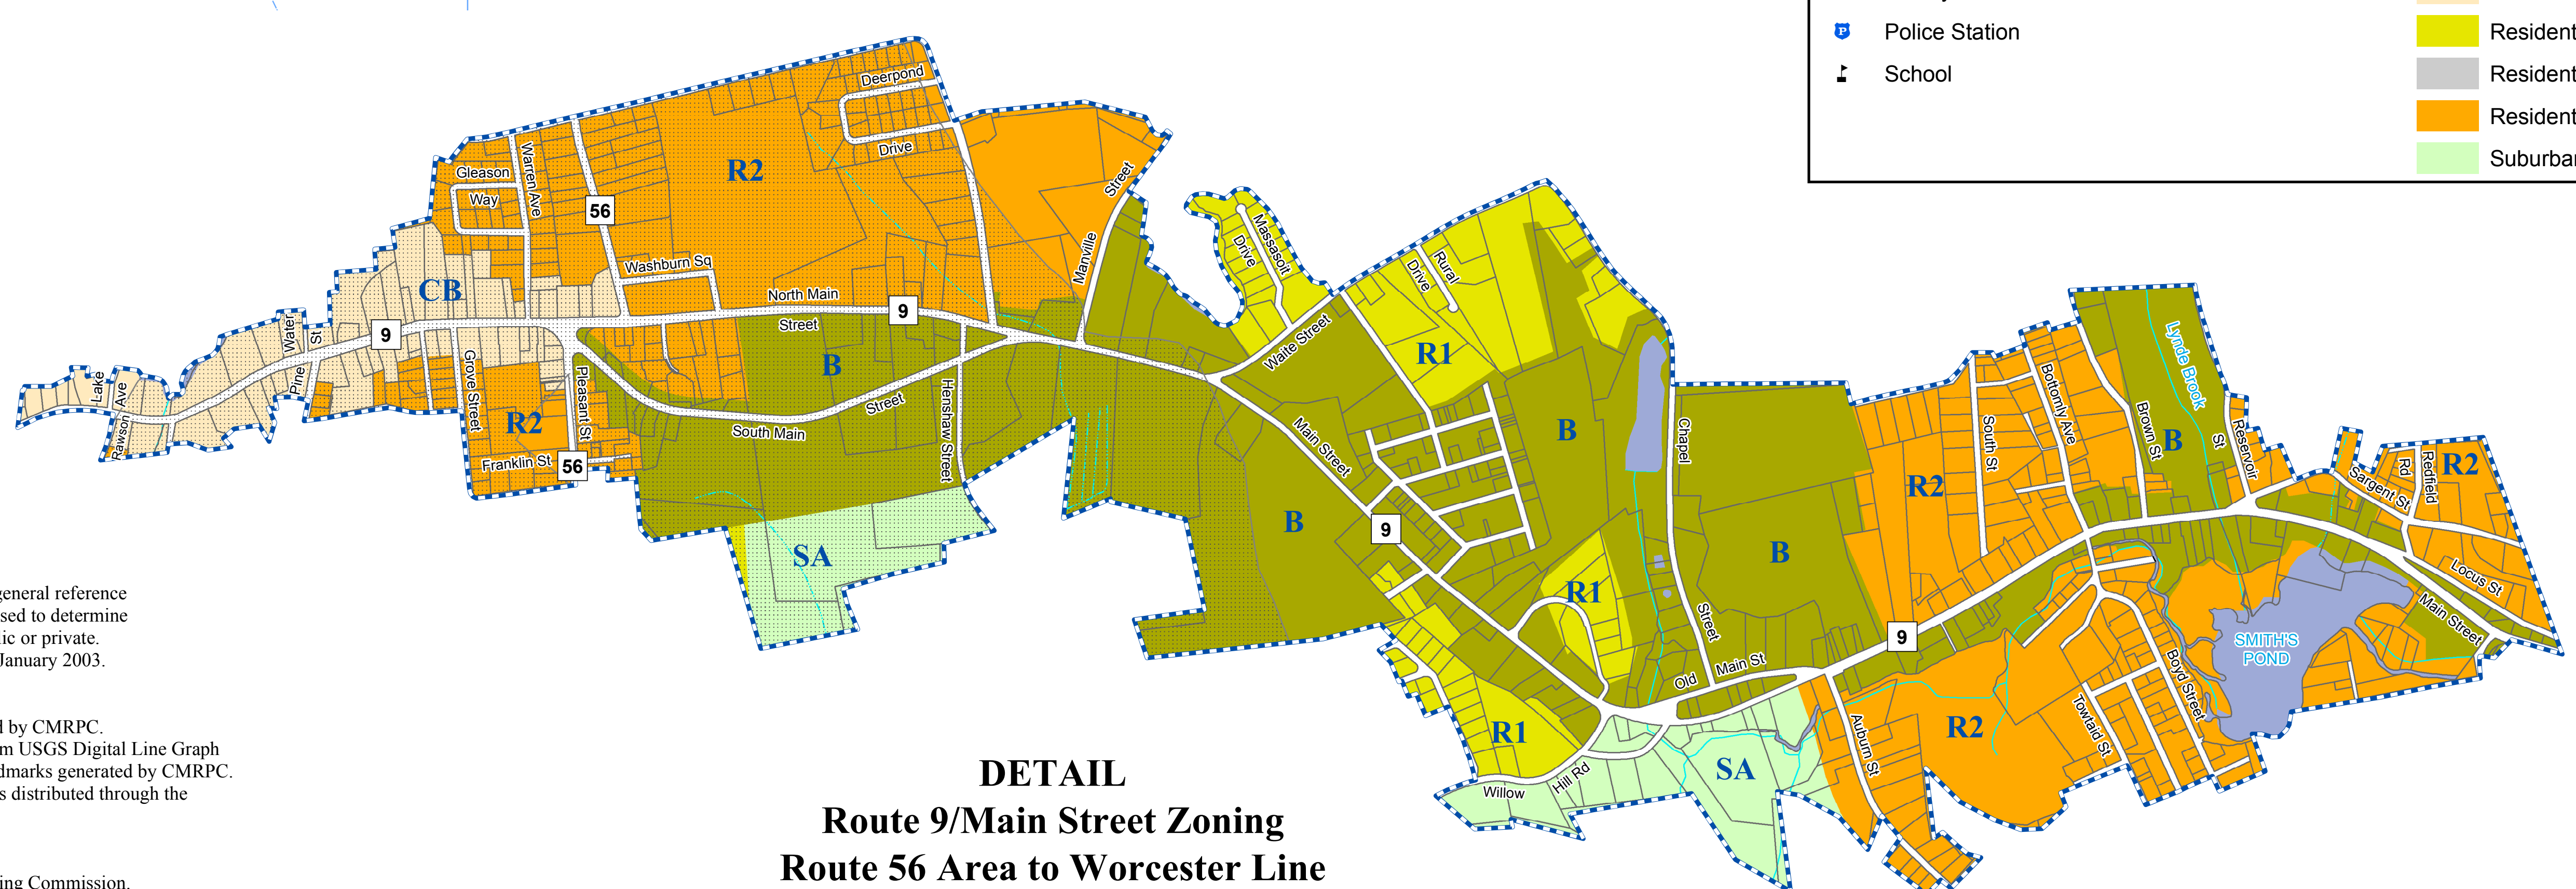 Police Station
School
Resident
Resident
Resident
Suburba
Deerpond
Drive
R2
Gleason
Way
Warren Ave
56
Washburn Sq
CB
North Main
Street
9
9
Manville
Street
Water
St
Pine
Lake
Rawson Ave
Grove Street
R2
Pleasant St
Franklin St
56
B
South Main
Street
Henshaw Street
SA
Massasoit
Drive
Waite Street
Rural
Drive
R1
B
Main Street
9
B
R1
R1
Chapel
Street
B
Old
Main St
9
Willow
Hill Rd
SA
R2
South St
Bottomly Ave
Brown St
B
Lynde Brook
Reservoir
St
Sargent St
Redfield
Rd
R2
Locus St
Main Street
SMITH'S
POND
Boyd Street
Towtaid St
R2
Auburn St
general reference
sed to determine
lic or private.
January 2003.
d by CMRPC.
m USGS Digital Line Graph
dmarks generated by CMRPC.
s distributed through the
ing Commission.
DETAIL
Route 9/Main Street Zoning
Route 56 Area to Worcester Line